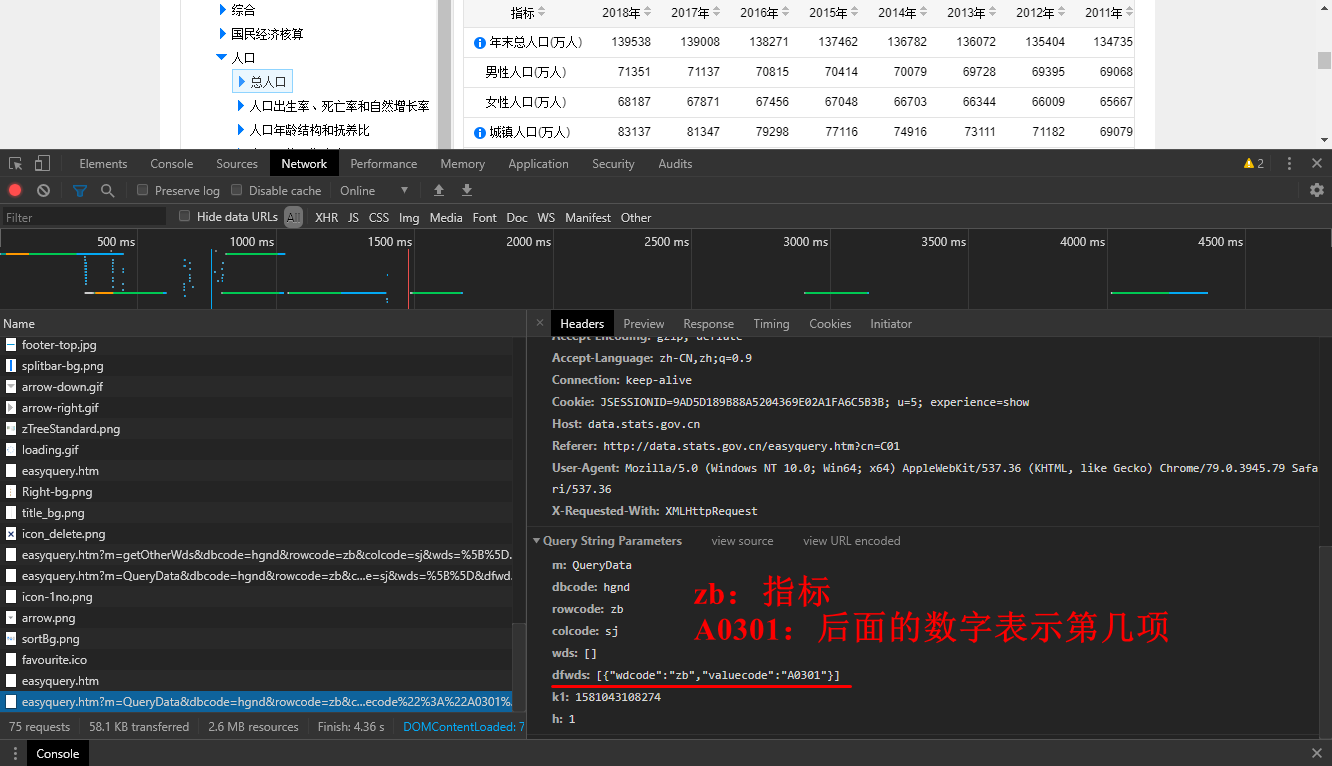 综合
国民经济核算
人口
总人口
人口出生率、死亡率和自然增长率
人口年龄结构和抚养比
指标 2018年 2017年 2016年 2015年 2014年 2013年 2012年 2011年
年末总人口(万人) 139538 139008 138271 137462 136782 136072 135404 134735
男性人口(万人) 71351 71137 70815 70414 70079 69728 69395 69068
女性人口(万人) 68187 67871 67456 67048 66703 66344 66009 65667
城镇人口(万人) 83137 81347 79298 77116 74916 73111 71182 69079
Elements Console Sources Network Performance Memory Application Security Audits 2
Preserve log Disable cache Online
Filter Hide data URLs All XHR JS CSS Img Media Font Doc WS Manifest Other
500 ms 1000 ms 1500 ms 2000 ms 2500 ms 3000 ms 3500 ms 4000 ms 4500 ms
Name
footer-top.jpg
splitbar-bg.png
arrow-down.gif
arrow-right.gif
zTreeStandard.png
loading.gif
easyquery.htm
Right-bg.png
title_bg.png
icon_delete.png
easyquery.htm?m=getOtherWds&dbcode=hgnd&rowcode=zb&colcode=sj&wds=%5B%5D.
easyquery.htm?m=QueryData&dbcode=hgnd&rowcode=zb&c...e=sj&wds=%5B%5D&dfwd.
icon-1no.png
arrow.png
sortBg.png
favourite.ico
easyquery.htm
easyquery.htm?m=QueryData&dbcode=hgnd&rowcode=zb&c...ecode%22%3A%22A0301%.
75 requests 58.1 KB transferred 2.6 MB resources Finish: 4.36 s DOMContentLoaded: 7
Headers Preview Response Timing Cookies Initiator
Accept-Encoding: gzip, deflate
Accept-Language: zh-CN,zh;q=0.9
Connection: keep-alive
Cookie: JSESSIONID=9AD5D189B88A5204369E02A1FA6C5B3B; u=5; experience=show
Host: data.stats.gov.cn
Referer: http://data.stats.gov.cn/easyquery.htm?cn=C01
User-Agent: Mozilla/5.0 (Windows NT 10.0; Win64; x64) AppleWebKit/537.36 (KHTML, like Gecko) Chrome/79.0.3945.79 Safa
ri/537.36
X-Requested-With: XMLHttpRequest
Query String Parameters view source view URL encoded
m: QueryData
dbcode: hgnd
rowcode: zb
colcode: sj
wds: []
dfwds: [{"wdcode":"zb","valuecode":"A0301"}]
k1: 1581043108274
h: 1
zb：指标
A0301：后面的数字表示第几项
Console